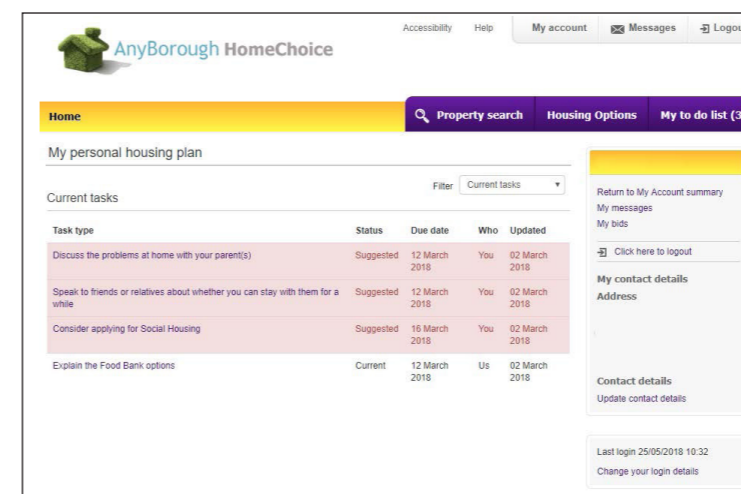 Accessibility Help My account Messages Logou
AnyBorough HomeChoice
Home Property search Housing Options My to do list (3
My personal housing plan
Filter Current tasks
Current tasks
Task type Status Due date Who Updated
Discuss the problems at home with your parent(s) Suggested 12 March 2018 You 02 March 2018
Speak to friends or relatives about whether you can stay with them for a while Suggested 12 March 2018 You 02 March 2018
Consider applying for Social Housing Suggested 16 March 2018 You 02 March 2018
Explain the Food Bank options Current 12 March 2018 Us 02 March 2018
Return to My Account summary
My messages
My bids
Click here to logout
My contact details
Address
Contact details
Update contact details
Last login 25/05/2018 10:32
Change your login details